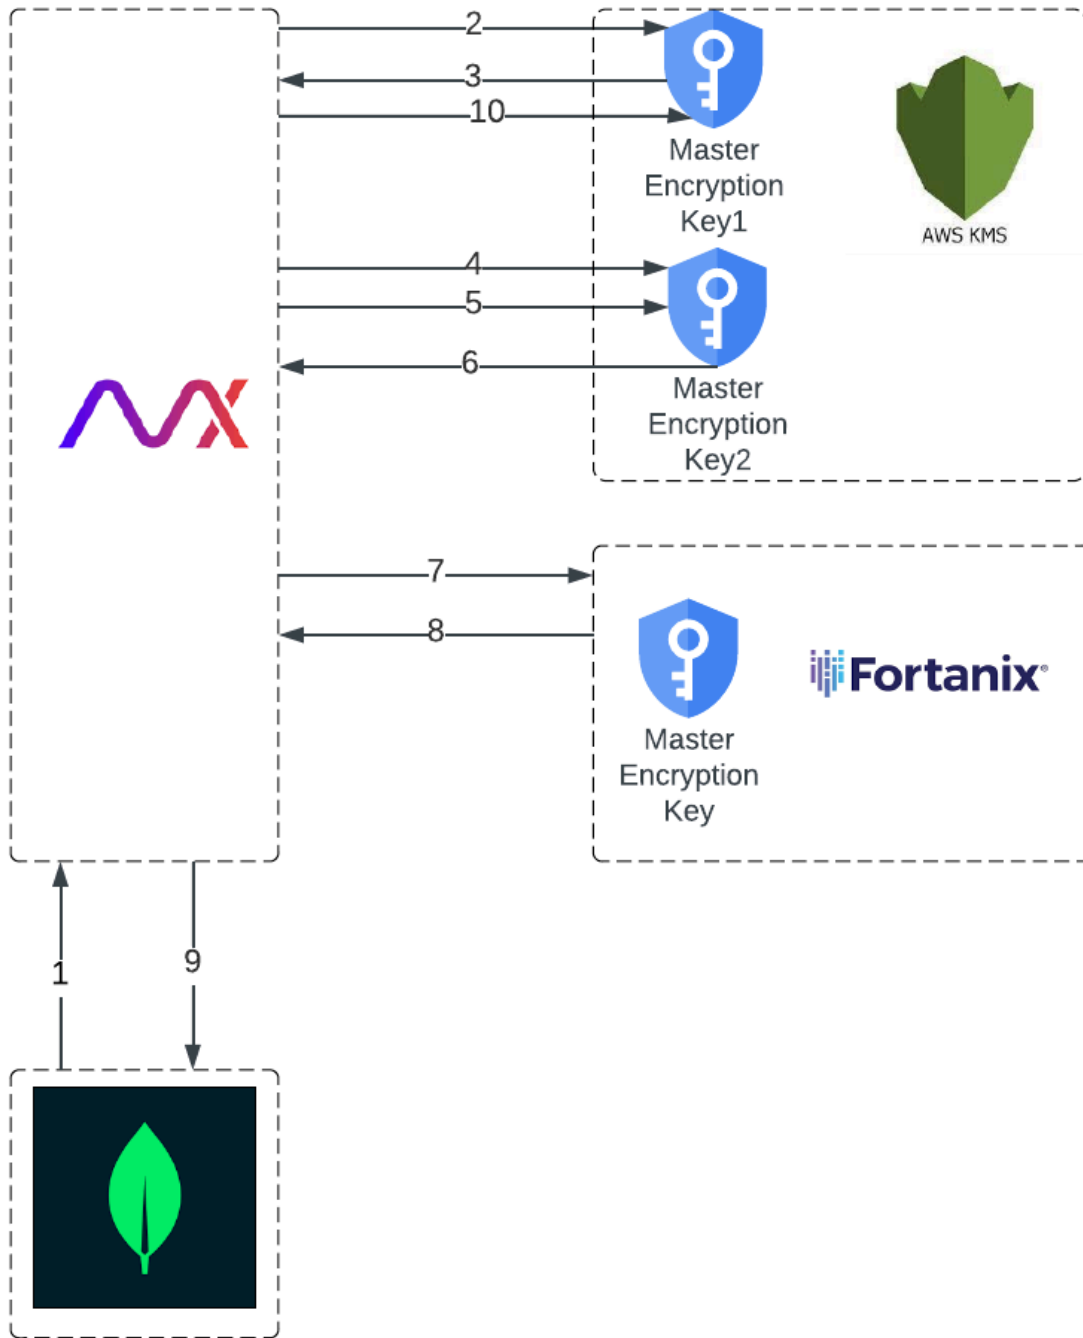 2
3
10
Master
Encryption
Key1
AWS KMS
4
5
6
Master
Encryption
Key2
7
8
Master
Encryption
Key
Fortanix®
1
9